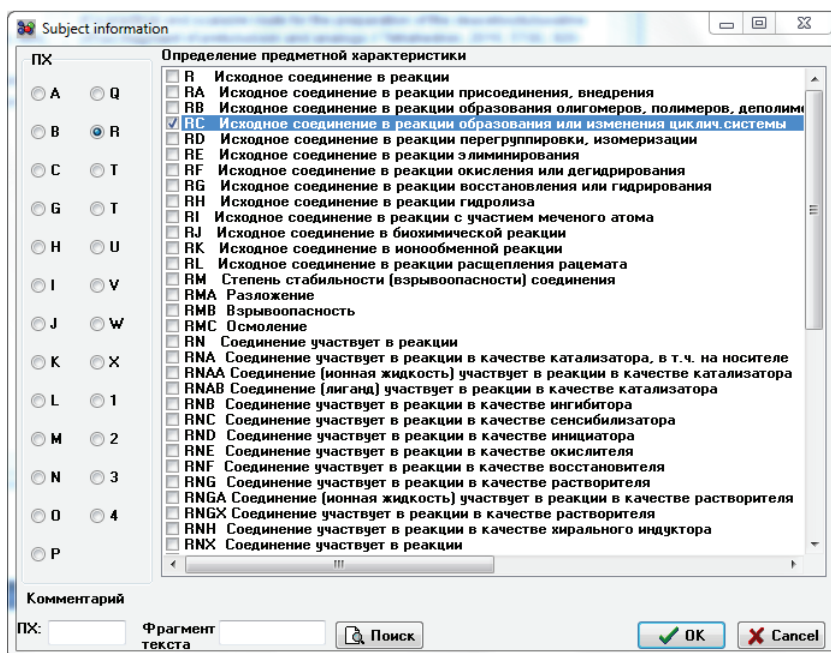 Subject information
ПХ
A Q
B R
C T
G T
H U
I V
J W
K X
L 1
M 2
N 3
O 4
P
Определение предметной характеристики
R Исходное соединение в реакции
RA Исходное соединение в реакции присоединения, внедрения
RB Исходное соединение в реакции образования олигомеров, полимеров, деполиме
RC Исходное соединение в реакции образования или изменения циклич.системы
RD Исходное соединение в реакции перегруппировки, изомеризации
RE Исходное соединение в реакции элиминирования
RF Исходное соединение в реакции окисления или дегидрирования
RG Исходное соединение в реакции восстановления или гидрирования
RH Исходное соединение в реакции гидролиза
RI Исходное соединение в реакции с участием меченого атома
RJ Исходное соединение в биохимической реакции
RK Исходное соединение в ионообменной реакции
RL Исходное соединение в реакции расщепления рацемата
RM Степень стабильности (взрывоопасности) соединения
RMA Разложение
RMB Взрывоопасность
RMC Осмоление
RN Соединение участвует в реакции
RNA Соединение участвует в реакции в качестве катализатора, в т.ч. на носителе
RNAA Соединение (ионная жидкость) участвует в реакции в качестве катализатора
RNAB Соединение (лиганд) участвует в реакции в качестве катализатора
RNB Соединение участвует в реакции в качестве ингибитора
RNC Соединение участвует в реакции в качестве сенсибилизатора
RND Соединение участвует в реакции в качестве инициатора
RNE Соединение участвует в реакции в качестве окислителя
RNF Соединение участвует в реакции в качестве восстановителя
RNG Соединение участвует в реакции в качестве растворителя
RNGA Соединение (ионная жидкость) участвует в реакции в качестве растворителя
RNGX Соединение участвует в реакции в качестве растворителя
RNH Соединение участвует в реакции в качестве хирального индуктора
RNX Соединение участвует в реакции
Комментарий
ПХ:
Фрагмент
текста
Поиск
OK
Cancel